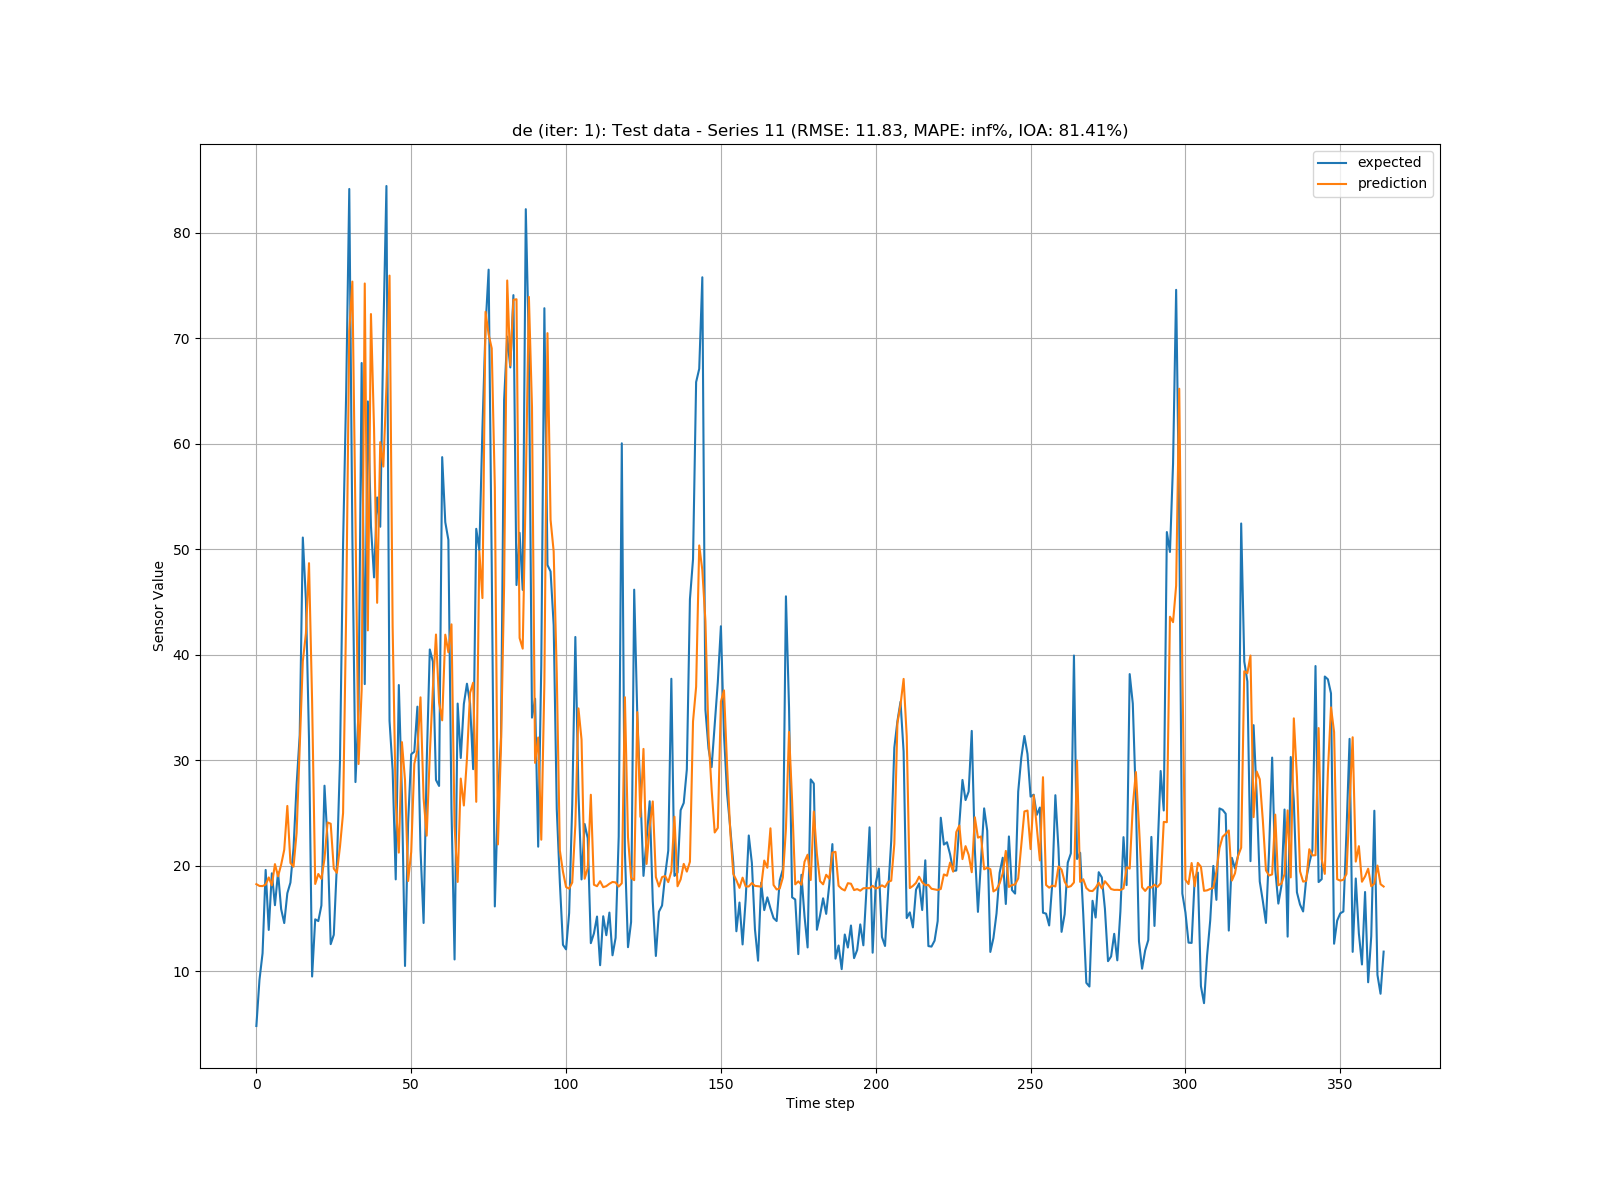 de (iter: 1): Test data - Series 11 (RMSE: 11.83, MAPE: inf%, IOA: 81.41%)
expected
prediction
80
70
60
50
40
30
20
10
Sensor Value
0 50 100 150 200 250 300 350
Time step